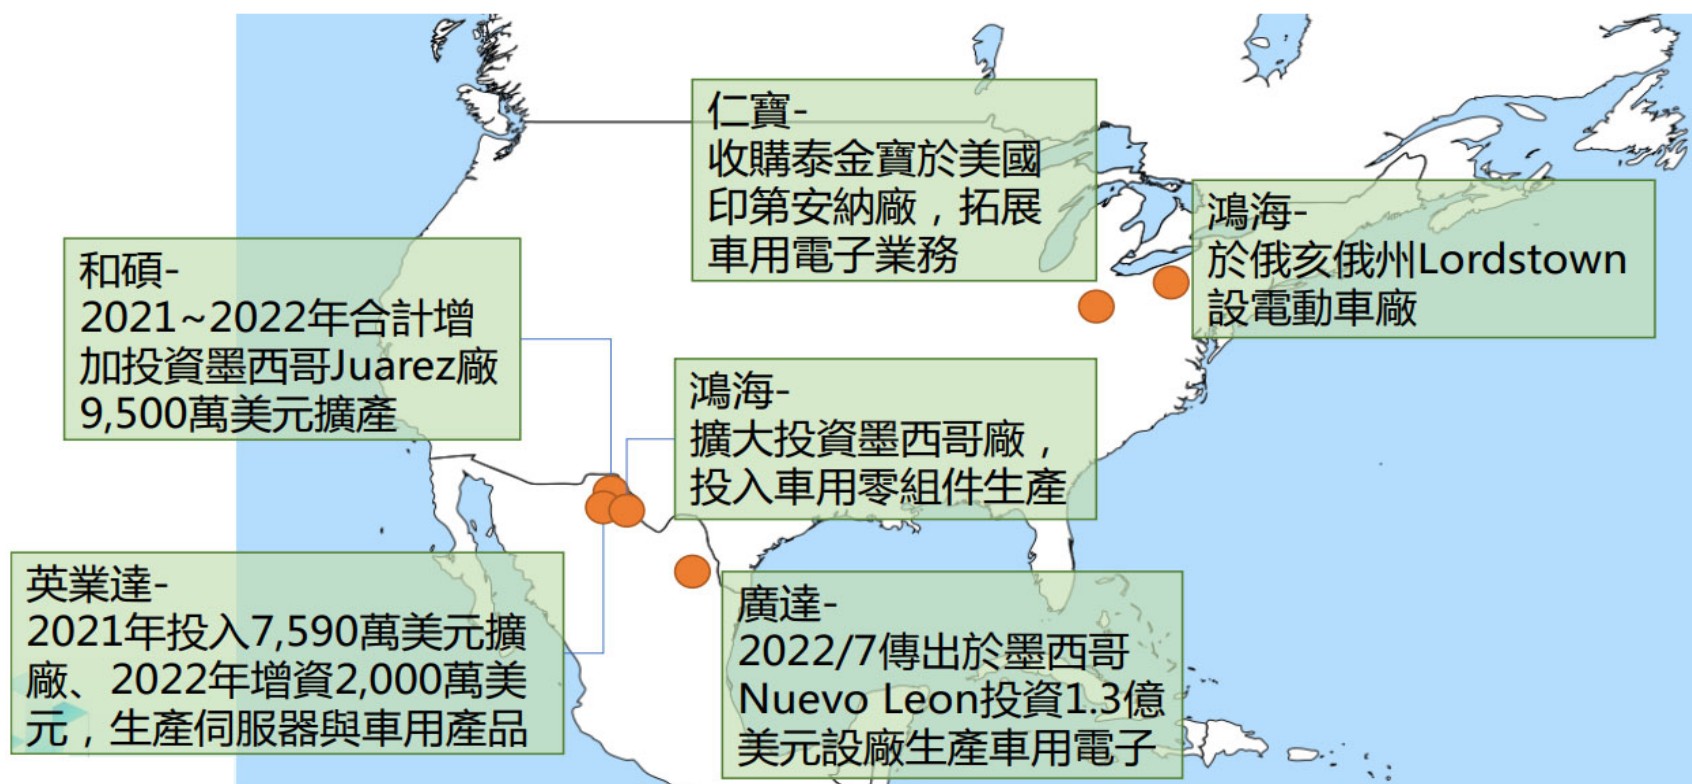 仁寶-
收購泰金寶於美國
印第安納廠，拓展
車用電子業務
鴻海-
於俄亥俄州Lordstown
設電動車廠
和碩-
2021~2022年合計增
加投資墨西哥Juarez廠
9,500萬美元擴產
鴻海-
擴大投資墨西哥廠，
投入車用零組件生產
英業達-
2021年投入7,590萬美元擴
廠、2022年增資2,000萬美
元，生產伺服器與車用產品
廣達-
2022/7傳出於墨西哥
Nuevo Leon投資1.3億
美元設廠生產車用電子